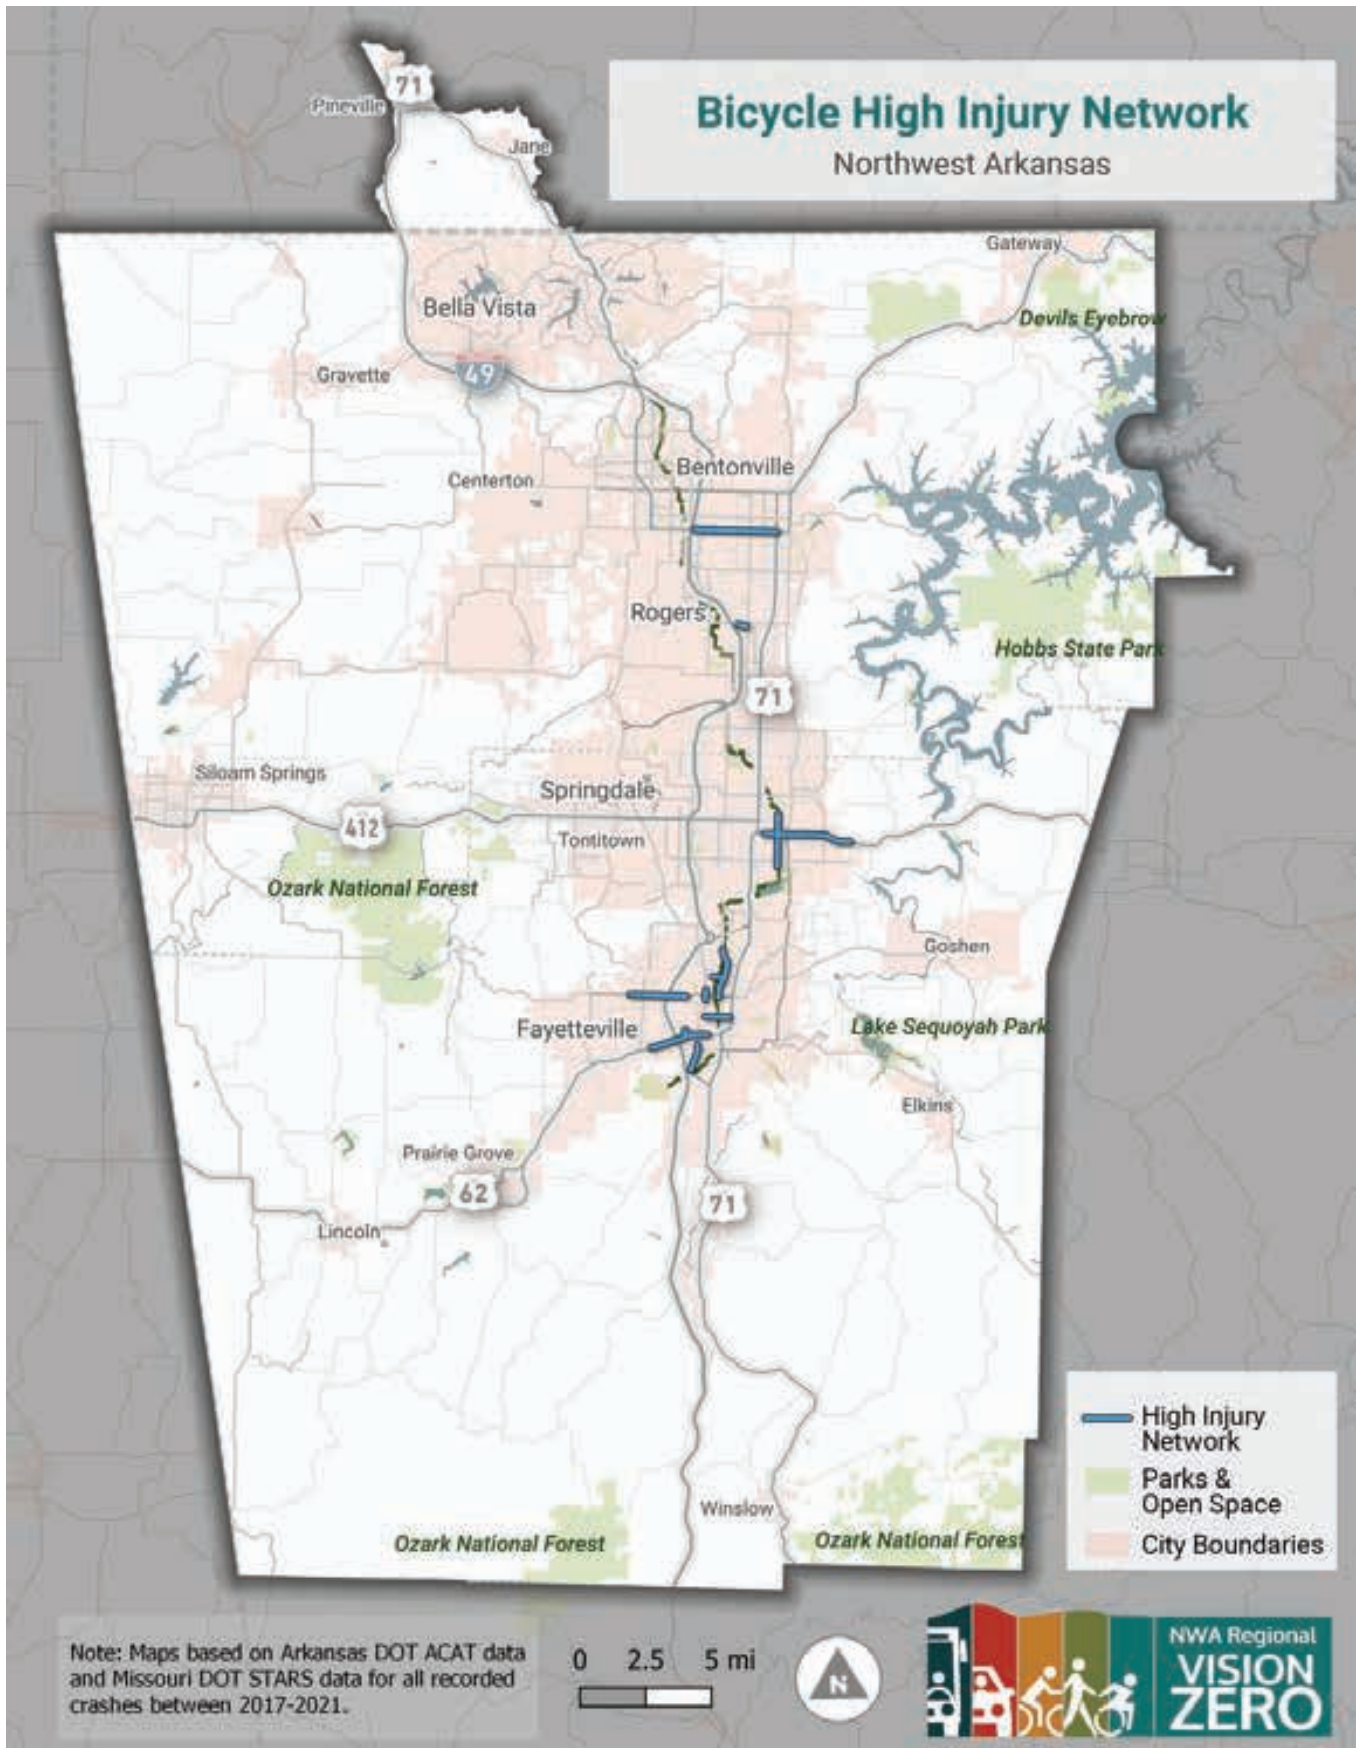 Bicycle High Injury Network
Northwest Arkansas
71
Pineville
Jane
Gateway
Bella Vista
Devils Eyebrow
Gravette
49
Bentonville
Centerton
Rogers
Hobbs State Park
71
Siloam Springs
Springdale
412
Tontitown
Ozark National Forest
Goshen
Fayetteville
Lake Sequoyah Park
Elkins
Prairie Grove
62
71
Lincoln
Winslow
Ozark National Forest
Ozark National Forest
High Injury
Network
Parks &
Open Space
City Boundaries
Note: Maps based on Arkansas DOT ACAT data
and Missouri DOT STARS data for all recorded
crashes between 2017-2021.
0 2.5 5 mi
N
NWA Regional
VISION
ZERO